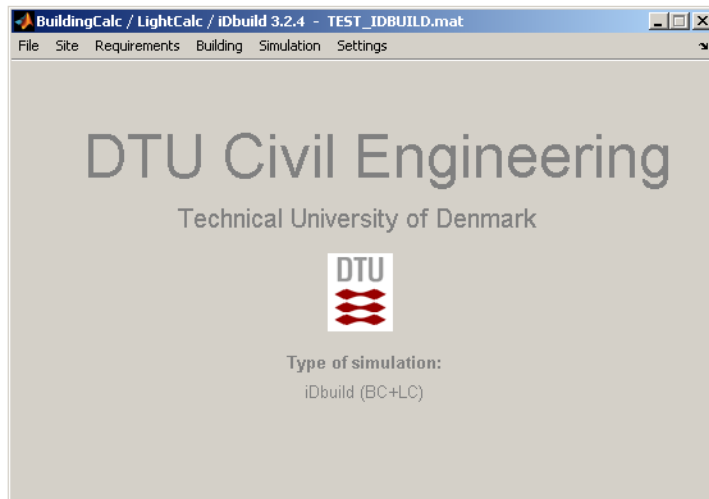 BuildingCalc / LightCalc / iDbuild 3.2.4 - TEST_IDBUILD.mat
File Site Requirements Building Simulation Settings
DTU Civil Engineering
Technical University of Denmark
DTU
Type of simulation:
iDbuild (BC+LC)